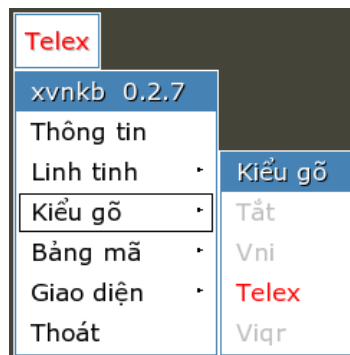 Telex
xvnkb 0.2.7
Thông tin
Linh tinh
Kiểu gõ
Bảng mã
Giao diện
Thoát
Kiểu gõ
Tắt
Vni
Telex
Viqr